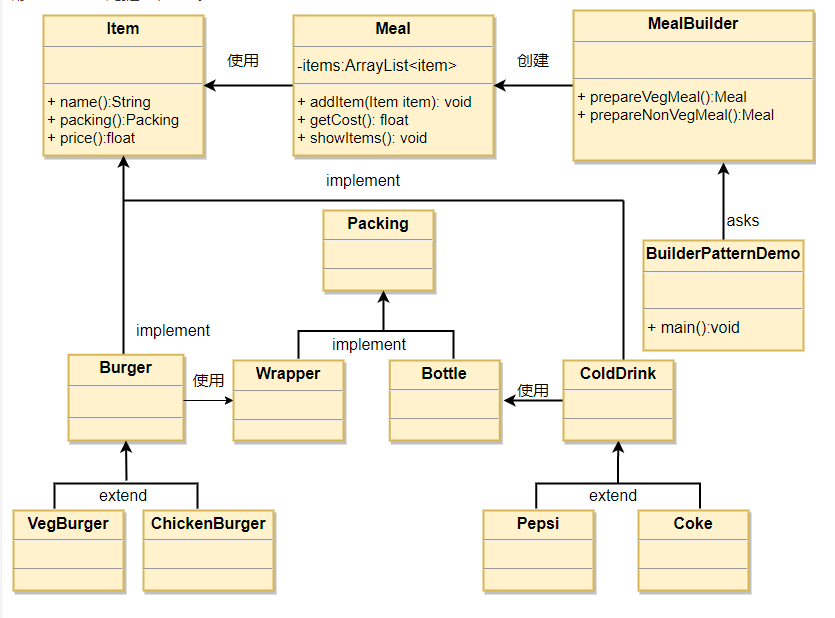 Item
Meal
MealBuilder
使用
-items:ArrayList<item>
创建
+ name():String
+ packing():Packing
+ price():float
+ addItem(Item item): void
+ getCost(): float
+ showItems(): void
+ prepareVegMeal():Meal
+ prepareNonVegMeal():Meal
implement
Packing
asks
BuilderPatternDemo
+ main():void
implement
implement
Burger
使用
Wrapper
Bottle
使用
ColdDrink
extend
extend
VegBurger
ChickenBurger
Pepsi
Coke